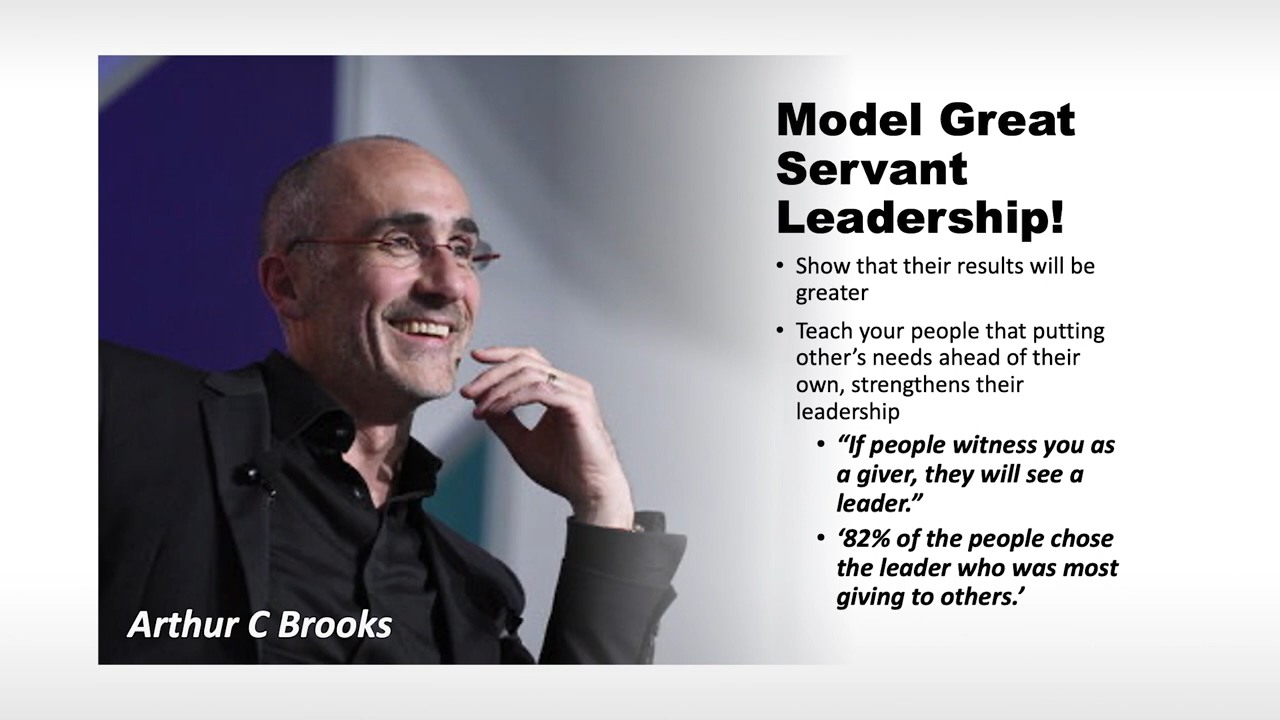 Model Great
Servant
Leadership!
• Show that their results will be
greater
• Teach your people that putting
other’s needs ahead of their
own, strengthens their
leadership
• “If people witness you as
a giver, they will see a
leader.”
• ‘82% of the people chose
the leader who was most
giving to others.’
Arthur C Brooks